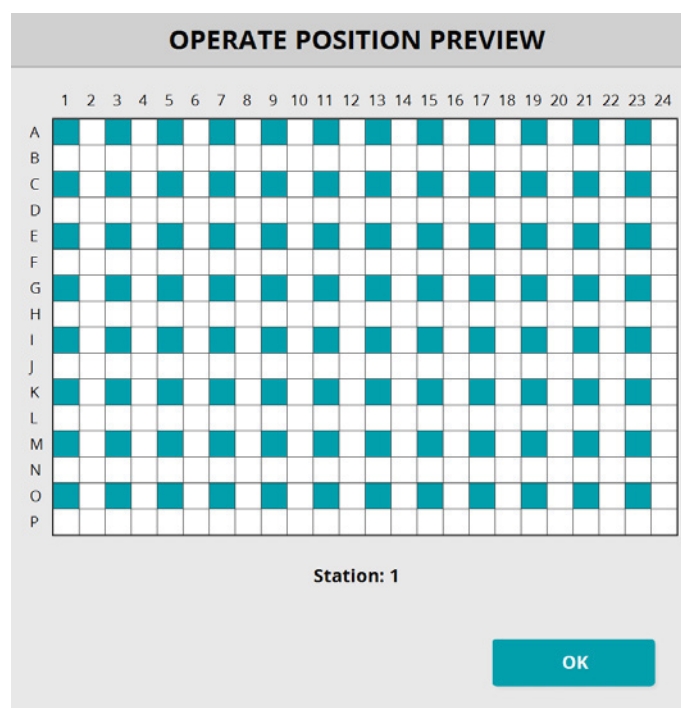 OPERATE POSITION PREVIEW
1 2 3 4 5 6 7 8 9 10 11 12 13 14 15 16 17 18 19 20 21 22 23 24
A
B
C
D
E
F
G
H
I
J
K
L
M
N
O
P
Station: 1
OK